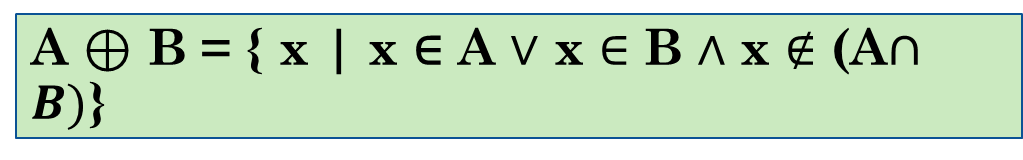 A ⊕ B = { x | x ∈ A ∨ x ∈ B ∧ x ∉ (A∩
B)}